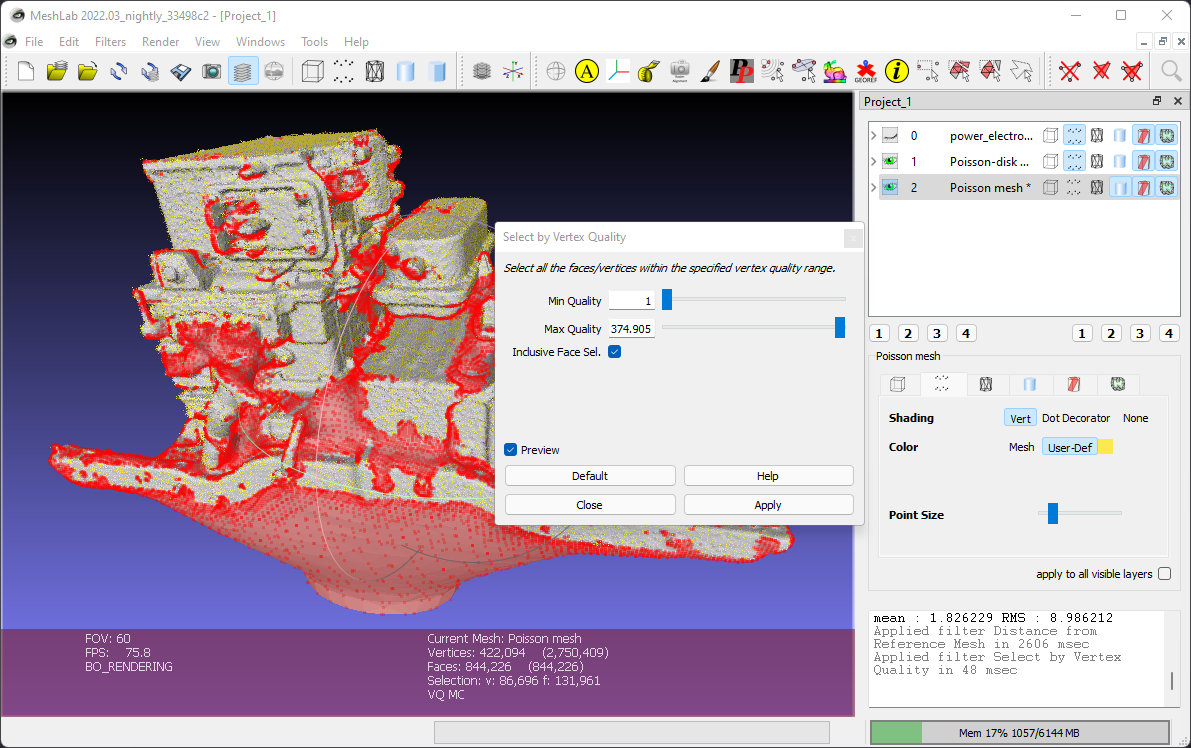 MeshLab 2022.03_nightly_33498c2 - [Project_1]
File Edit Filters Render View Windows Tools Help
A PP GEOREF i
Project_1
0 power_electro...
1 Poisson-disk ...
2 Poisson mesh *
1 2 3 4 1 2 3 4
Poisson mesh
Shading Vert Dot Decorator None
Color Mesh User-Def
Point Size
apply to all visible layers
Select by Vertex Quality
Select all the faces/vertices within the specified vertex quality range.
Min Quality 1
Max Quality 374.905
Inclusive Face Sel.
Preview
Default Help
Close Apply
mean : 1.826229 RMS : 8.986212
Applied filter Distance from
Reference Mesh in 2606 msec
Applied filter Select by Vertex
Quality in 48 msec
FOV: 60
FPS: 75.8
BO_RENDERING
Current Mesh: Poisson mesh
Vertices: 422,094 (2,750,409)
Faces: 844,226 (844,226)
Selection: v: 86,696 f: 131,961
VQ MC
Mem 17% 1057/6144 MB